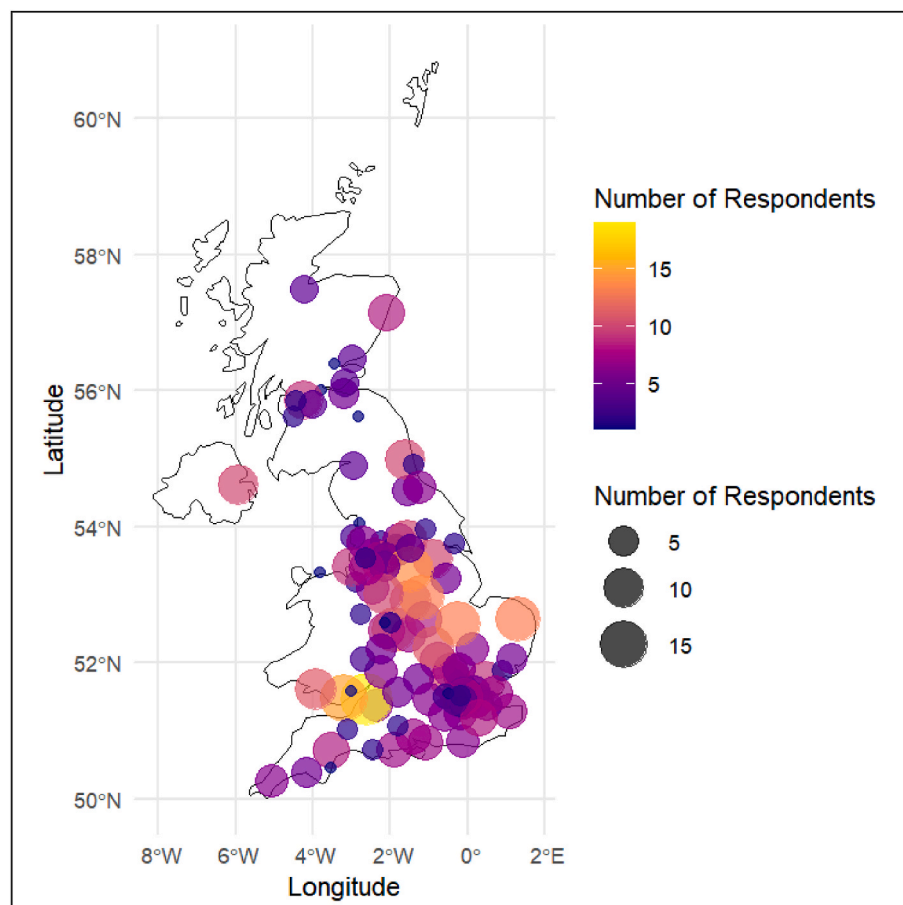 60°N
58°N
56°N
54°N
52°N
50°N
Latitude
8°W 6°W 4°W 2°W 0° 2°E
Longitude
Number of Respondents
15
10
5
Number of Respondents
5
10
15